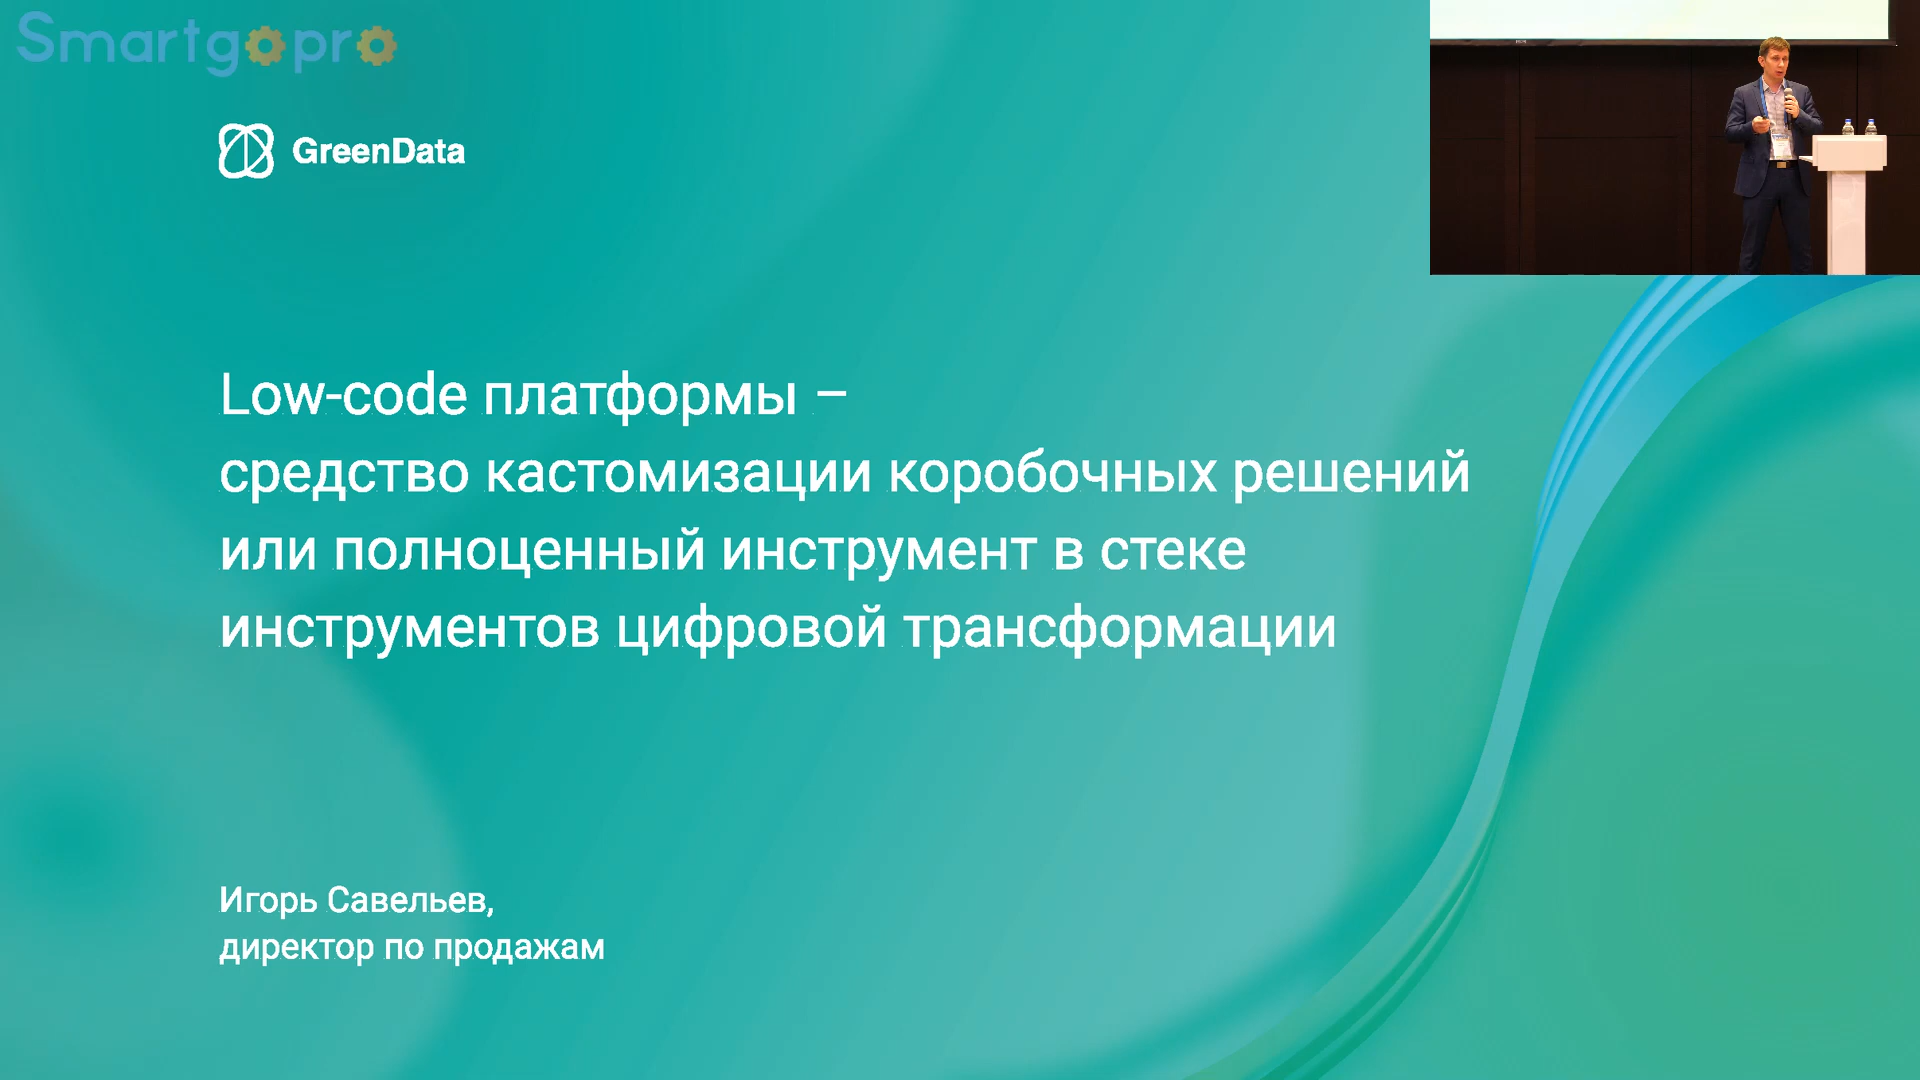 Smartgopro
GreenData
Low-code платформы –
средство кастомизации коробочных решений
или полноценный инструмент в стеке
инструментов цифровой трансформации
Игорь Савельев,
директор по продажам